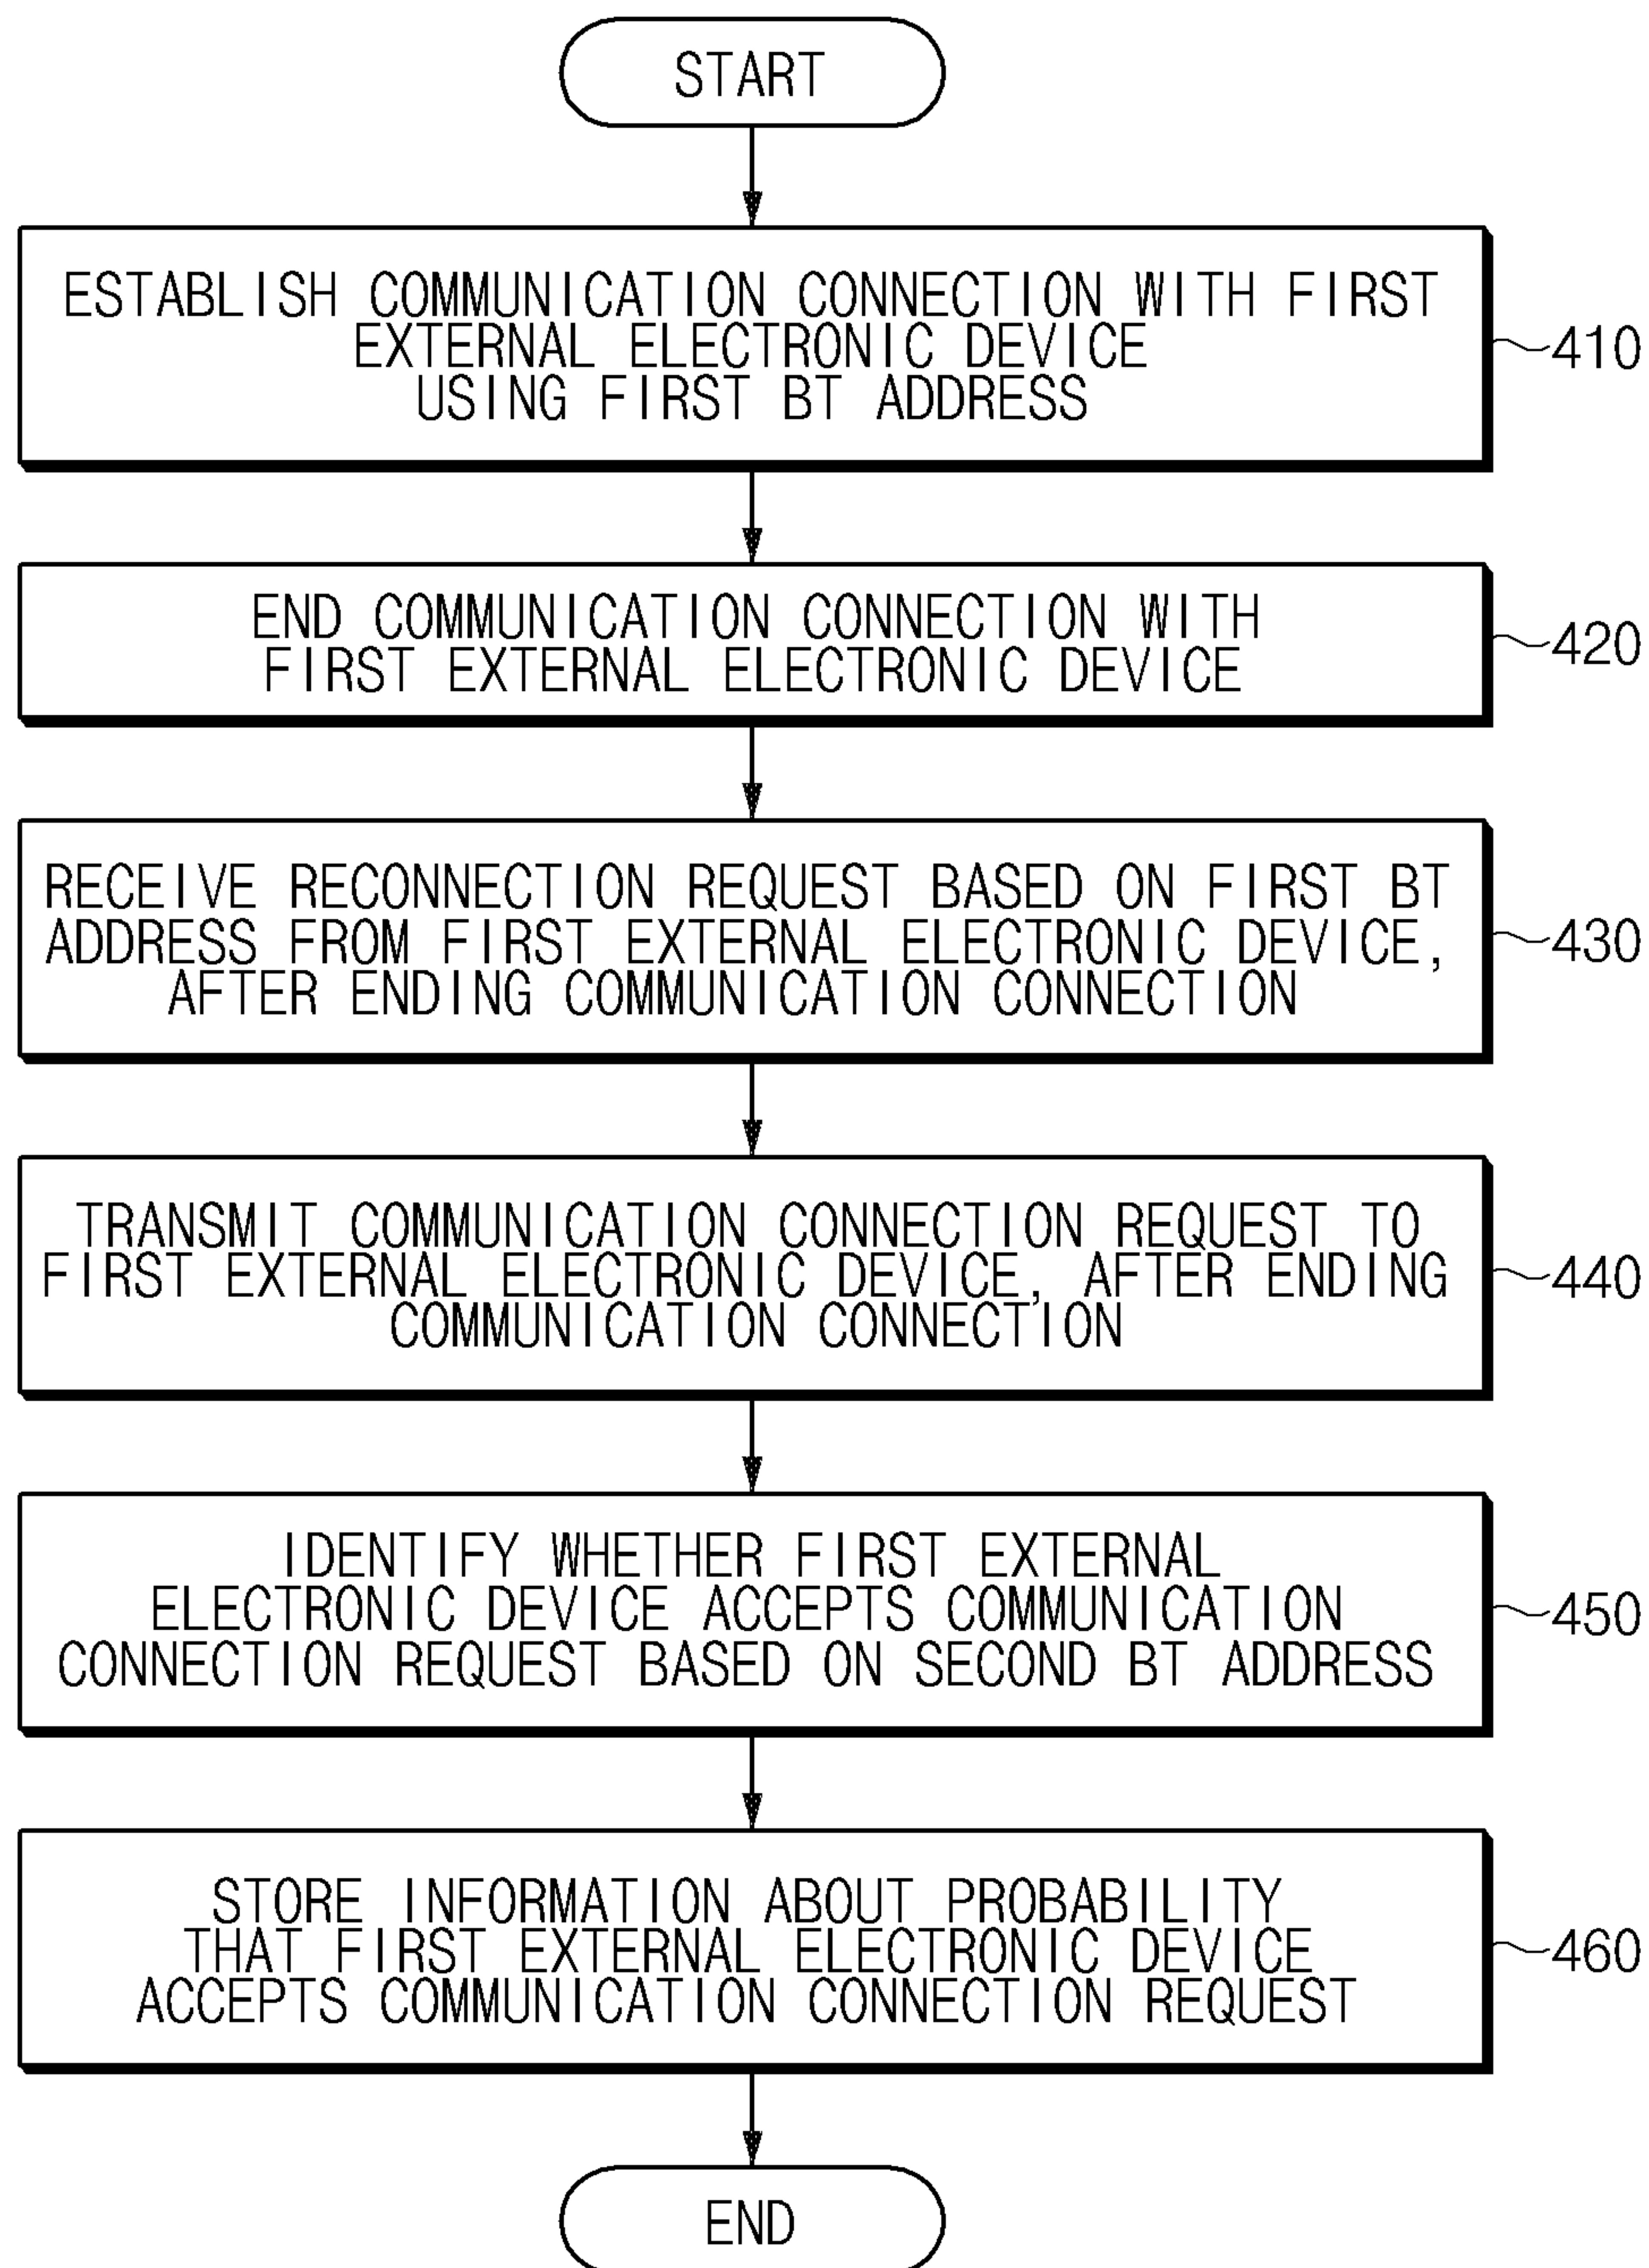 START
ESTABLISH COMMUNICATION CONNECTION WITH FIRST
EXTERNAL ELECTRONIC DEVICE
USING FIRST BT ADDRESS
410
END COMMUNICATION CONNECTION WITH
FIRST EXTERNAL ELECTRONIC DEVICE
420
RECEIVE RECONNECTION REQUEST BASED ON FIRST BT
ADDRESS FROM FIRST EXTERNAL ELECTRONIC DEVICE,
AFTER ENDING COMMUNICATION CONNECTION
430
TRANSMIT COMMUNICATION CONNECTION REQUEST TO
FIRST EXTERNAL ELECTRONIC DEVICE, AFTER ENDING
COMMUNICATION CONNECTION
440
IDENTIFY WHETHER FIRST EXTERNAL
ELECTRONIC DEVICE ACCEPTS COMMUNICATION
CONNECTION REQUEST BASED ON SECOND BT ADDRESS
450
STORE INFORMATION ABOUT PROBABILITY
THAT FIRST EXTERNAL ELECTRONIC DEVICE
ACCEPTS COMMUNICATION CONNECTION REQUEST
460
END